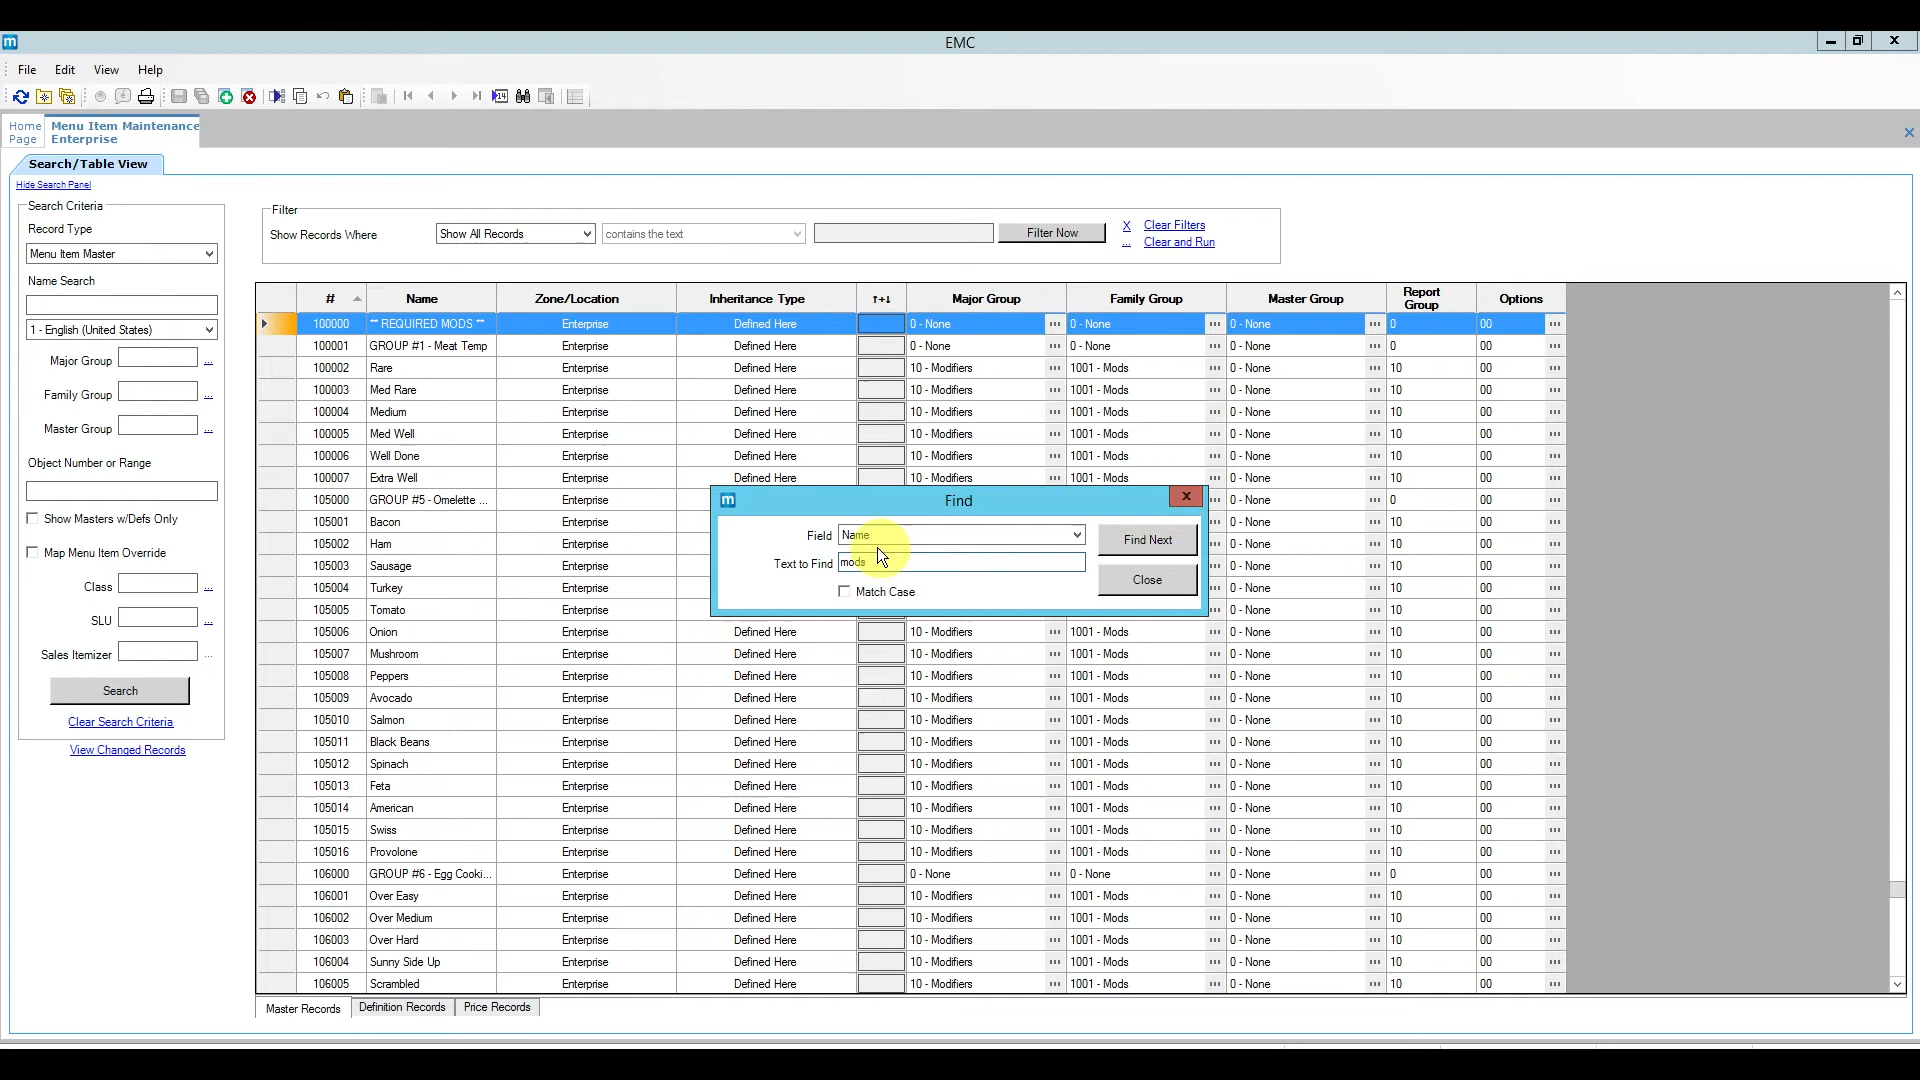 EMC
File Edit View Help
Home Page
Menu Item Maintenance
Enterprise
Search/Table View
Hide Search Panel
Search Criteria
Record Type
Menu Item Master
Name Search
1 - English (United States)
Major Group ...
Family Group ...
Master Group ...
Object Number or Range
Show Masters w/Defs Only
Map Menu Item Override
Class ...
SLU ...
Sales Itemizer ...
Search
Clear Search Criteria
View Changed Records
Filter
Show Records Where Show All Records contains the text Filter Now
X Clear Filters
... Clear and Run
# Name Zone/Location Inheritance Type ↑+↓ Major Group Family Group Master Group Report Group Options
100000 ** REQUIRED MODS ** Enterprise Defined Here 0 - None ... 0 - None ... 0 - None ... 0 00 ...
100001 GROUP #1 - Meat Temp Enterprise Defined Here 0 - None ... 0 - None ... 0 - None ... 0 00 ...
100002 Rare Enterprise Defined Here 10 - Modifiers ... 1001 - Mods ... 0 - None ... 10 00 ...
100003 Med Rare Enterprise Defined Here 10 - Modifiers ... 1001 - Mods ... 0 - None ... 10 00 ...
100004 Medium Enterprise Defined Here 10 - Modifiers ... 1001 - Mods ... 0 - None ... 10 00 ...
100005 Med Well Enterprise Defined Here 10 - Modifiers ... 1001 - Mods ... 0 - None ... 10 00 ...
100006 Well Done Enterprise Defined Here 10 - Modifiers ... 1001 - Mods ... 0 - None ... 10 00 ...
100007 Extra Well Enterprise Defined Here 10 - Modifiers ... 1001 - Mods ... 0 - None ... 10 00 ...
105000 GROUP #5 - Omelette ... Enterprise ... 0 - None ... 0 00 ...
105001 Bacon Enterprise ... 0 - None ... 10 00 ...
105002 Ham Enterprise ... 0 - None ... 10 00 ...
105003 Sausage Enterprise ... 0 - None ... 10 00 ...
105004 Turkey Enterprise ... 0 - None ... 10 00 ...
105005 Tomato Enterprise ... 0 - None ... 10 00 ...
105006 Onion Enterprise Defined Here 10 - Modifiers ... 1001 - Mods ... 0 - None ... 10 00 ...
105007 Mushroom Enterprise Defined Here 10 - Modifiers ... 1001 - Mods ... 0 - None ... 10 00 ...
105008 Peppers Enterprise Defined Here 10 - Modifiers ... 1001 - Mods ... 0 - None ... 10 00 ...
105009 Avocado Enterprise Defined Here 10 - Modifiers ... 1001 - Mods ... 0 - None ... 10 00 ...
105010 Salmon Enterprise Defined Here 10 - Modifiers ... 1001 - Mods ... 0 - None ... 10 00 ...
105011 Black Beans Enterprise Defined Here 10 - Modifiers ... 1001 - Mods ... 0 - None ... 10 00 ...
105012 Spinach Enterprise Defined Here 10 - Modifiers ... 1001 - Mods ... 0 - None ... 10 00 ...
105013 Feta Enterprise Defined Here 10 - Modifiers ... 1001 - Mods ... 0 - None ... 10 00 ...
105014 American Enterprise Defined Here 10 - Modifiers ... 1001 - Mods ... 0 - None ... 10 00 ...
105015 Swiss Enterprise Defined Here 10 - Modifiers ... 1001 - Mods ... 0 - None ... 10 00 ...
105016 Provolone Enterprise Defined Here 10 - Modifiers ... 1001 - Mods ... 0 - None ... 10 00 ...
106000 GROUP #6 - Egg Cooki... Enterprise Defined Here 0 - None ... 0 - None ... 0 - None ... 0 00 ...
106001 Over Easy Enterprise Defined Here 10 - Modifiers ... 1001 - Mods ... 0 - None ... 10 00 ...
106002 Over Medium Enterprise Defined Here 10 - Modifiers ... 1001 - Mods ... 0 - None ... 10 00 ...
106003 Over Hard Enterprise Defined Here 10 - Modifiers ... 1001 - Mods ... 0 - None ... 10 00 ...
106004 Sunny Side Up Enterprise Defined Here 10 - Modifiers ... 1001 - Mods ... 0 - None ... 10 00 ...
106005 Scrambled Enterprise Defined Here 10 - Modifiers ... 1001 - Mods ... 0 - None ... 10 00 ...
Find
Field Name Find Next
Text to Find mods
Close
Match Case
Master Records Definition Records Price Records